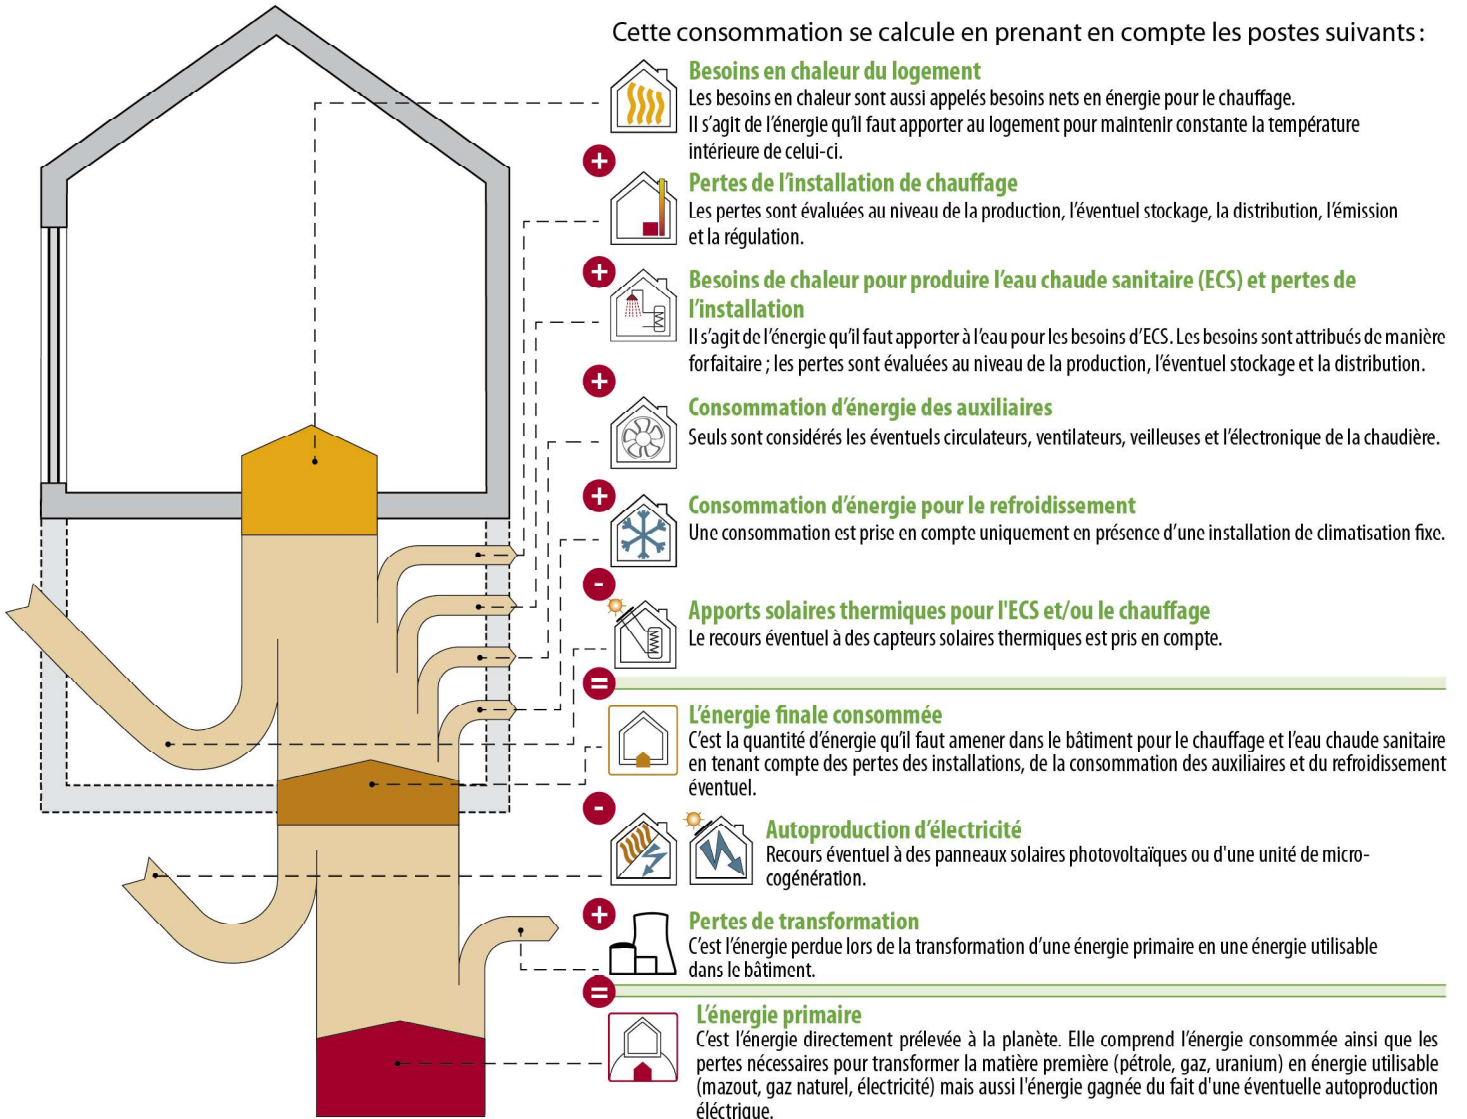 Cette consommation se calcule en prenant en compte les postes suivants :
Besoins en chaleur du logement
Les besoins en chaleur sont aussi appelés besoins nets en énergie pour le chauffage.
Il s'agit de l'énergie qu'il faut apporter au logement pour maintenir constante la température
intérieure de celui-ci.
+
Pertes de l'installation de chauffage
Les pertes sont évaluées au niveau de la production, l'éventuel stockage, la distribution, l'émission
et la régulation.
+
Besoins de chaleur pour produire l'eau chaude sanitaire (ECS) et pertes de
l'installation
Il s'agit de l'énergie qu'il faut apporter à l'eau pour les besoins d'ECS. Les besoins sont attribués de manière
forfaitaire ; les pertes sont évaluées au niveau de la production, l'éventuel stockage et la distribution.
+
Consommation d'énergie des auxiliaires
Seuls sont considérés les éventuels circulateurs, ventilateurs, veilleuses et l'électronique de la chaudière.
+
Consommation d'énergie pour le refroidissement
Une consommation est prise en compte uniquement en présence d'une installation de climatisation fixe.
-
Apports solaires thermiques pour l'ECS et/ou le chauffage
Le recours éventuel à des capteurs solaires thermiques est pris en compte.
=
L'énergie finale consommée
C'est la quantité d'énergie qu'il faut amener dans le bâtiment pour le chauffage et l'eau chaude sanitaire
en tenant compte des pertes des installations, de la consommation des auxiliaires et du refroidissement
éventuel.
-
Autoproduction d'électricité
Recours éventuel à des panneaux solaires photovoltaïques ou d'une unité de micro-
cogénération.
+
Pertes de transformation
C'est l'énergie perdue lors de la transformation d'une énergie primaire en une énergie utilisable
dans le bâtiment.
=
L'énergie primaire
C'est l'énergie directement prélevée à la planète. Elle comprend l'énergie consommée ainsi que les
pertes nécessaires pour transformer la matière première (pétrole, gaz, uranium) en énergie utilisable
(mazout, gaz naturel, électricité) mais aussi l'énergie gagnée du fait d'une éventuelle autoproduction
éléctrique.